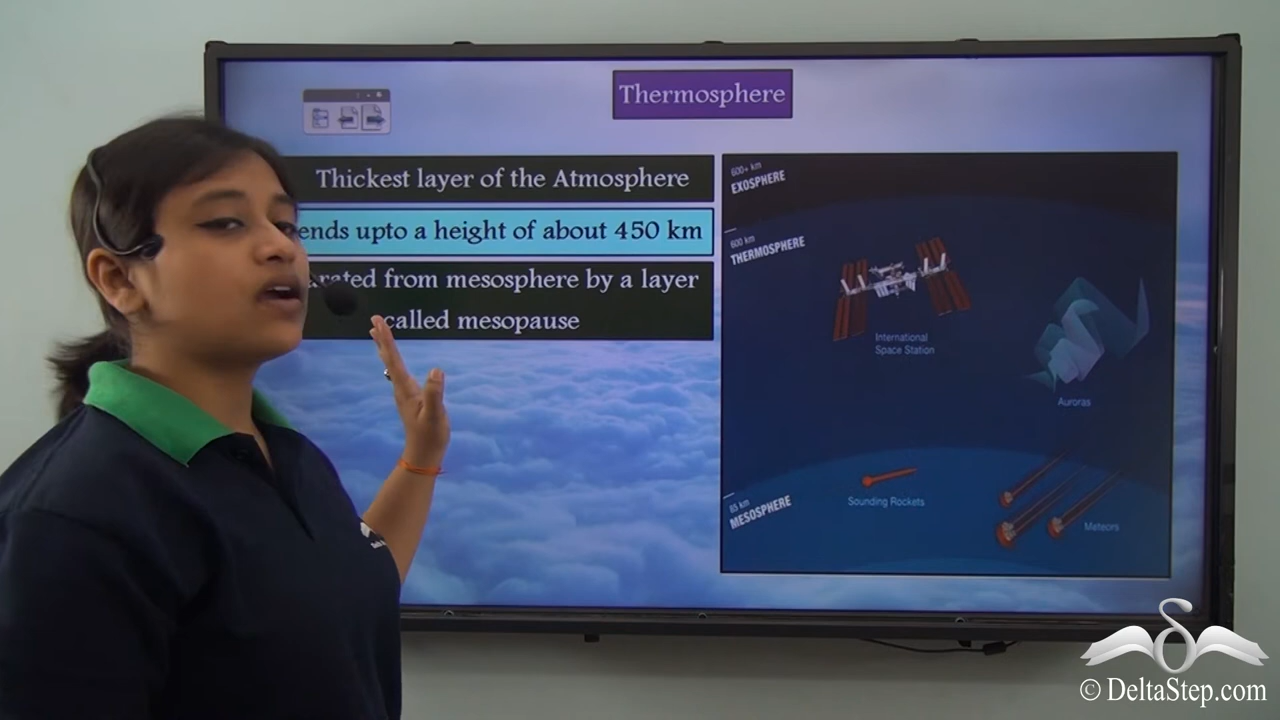 Thermosphere
Thickest layer of the Atmosphere
ends upto a height of about 450 km
arated from mesosphere by a layer
called mesopause
600+ km
EXOSPHERE
600 km
THERMOSPHERE
International
Space Station
Auroras
85 km
MESOSPHERE
Sounding Rockets
Meteors
© DeltaStep.com